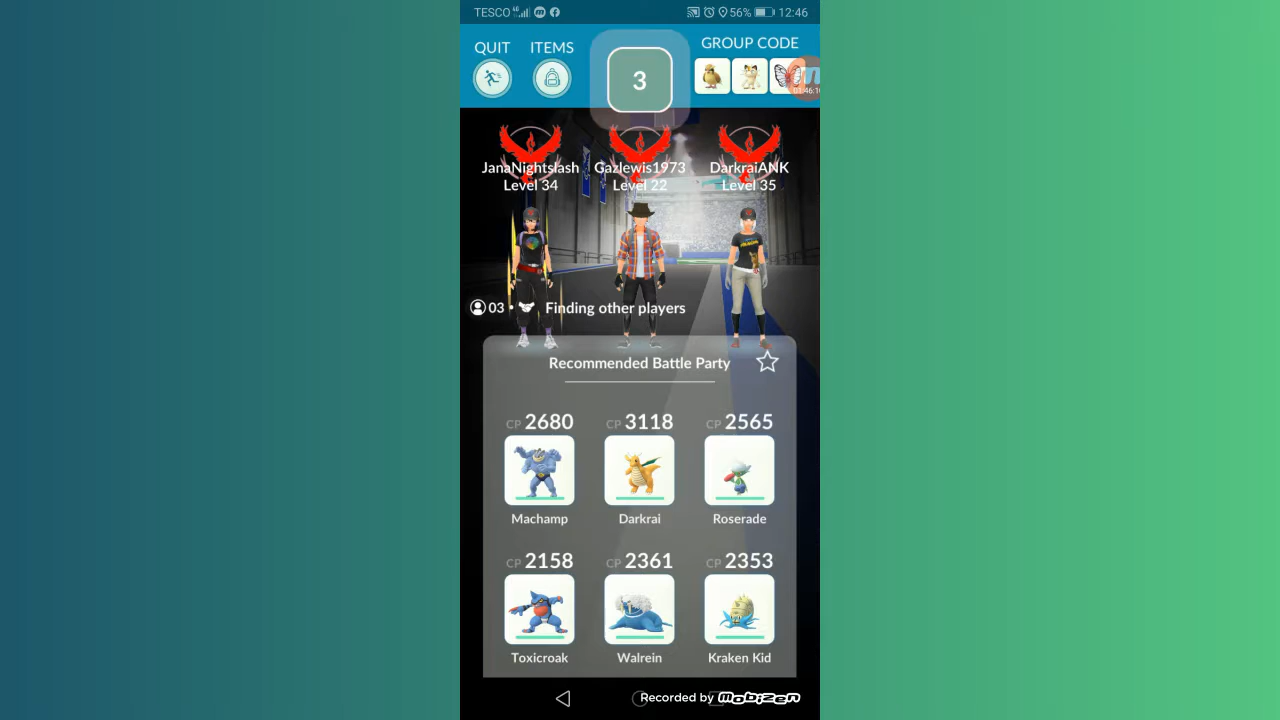 TESCO 56% 12:46
QUIT ITEMS GROUP CODE
3
JanaNightslash Gazlewis1973 DarkraiANK
Level 34 Level 22 Level 35
03 • Finding other players
Recommended Battle Party
CP 2680 CP 3118 CP 2565
Machamp Darkrai Roserade
CP 2158 CP 2361 CP 2353
Toxicroak Walrein Kraken Kid
Recorded by mobizen